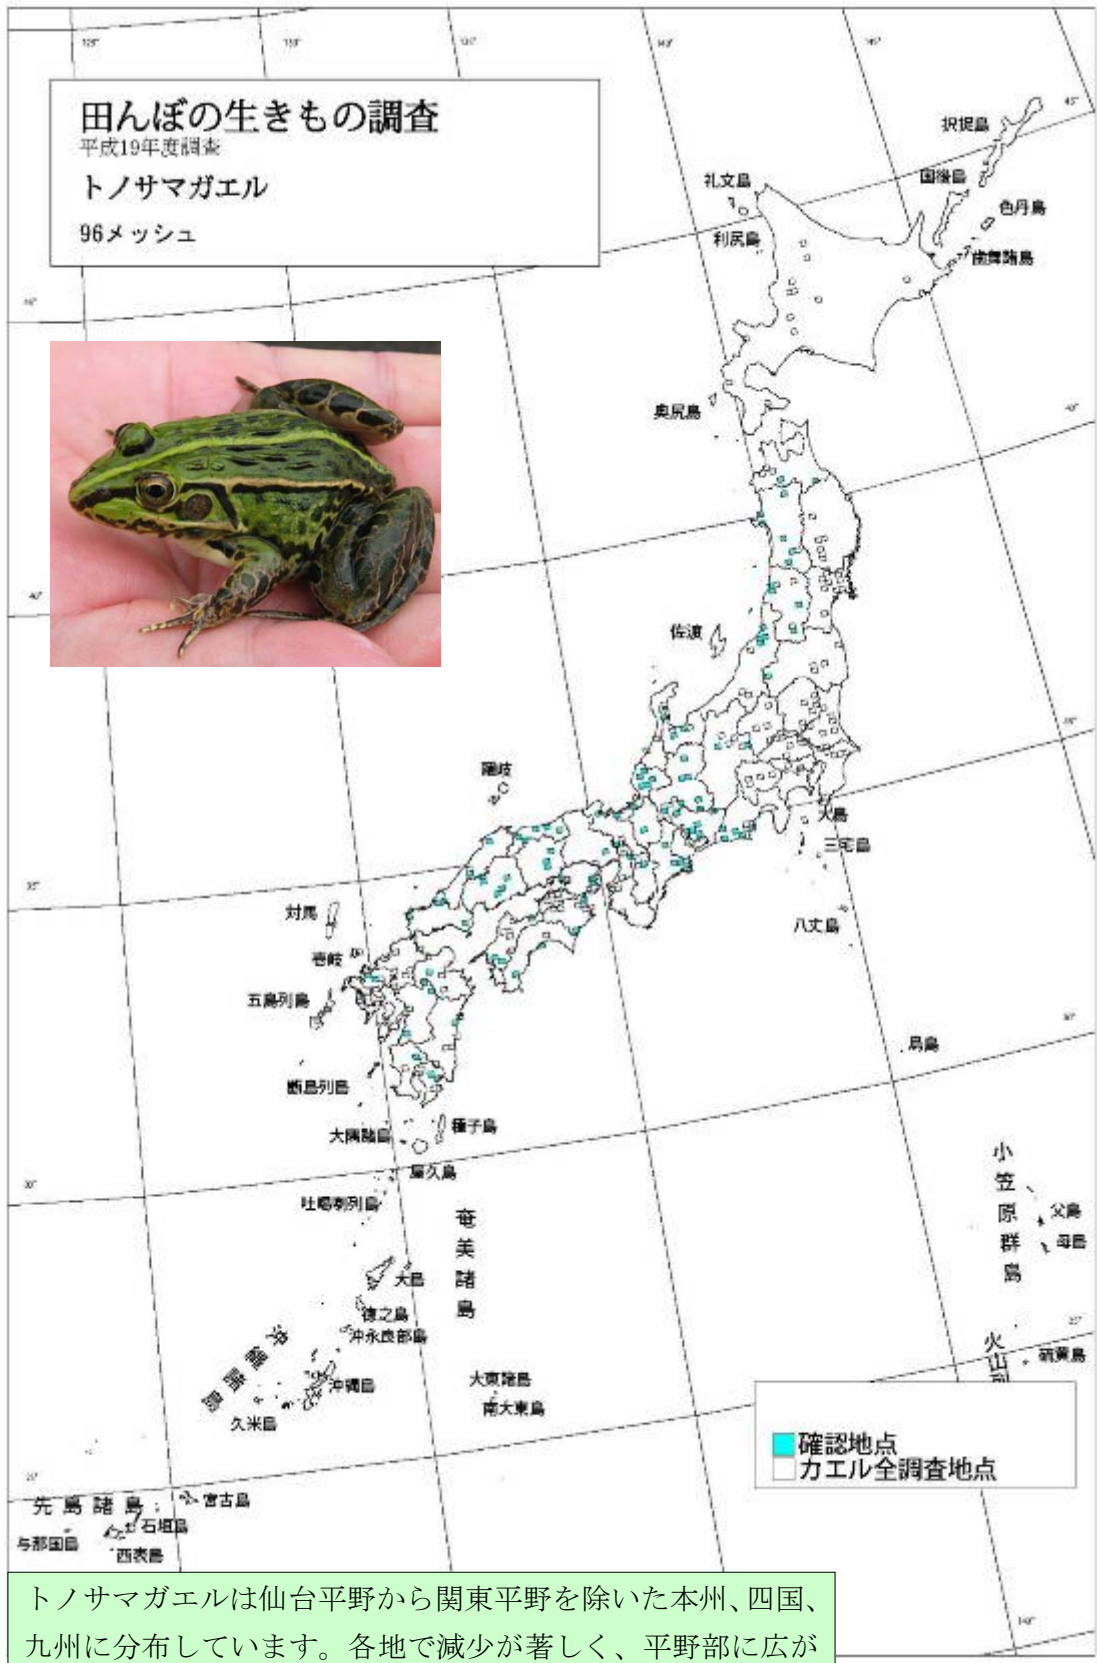 田んぼの生きもの調査
平成19年度調査
トノサマガエル
96メッシュ
択捉島
国後島
色丹島
歯舞諸島
礼文島
利尻島
奥尻島
佐渡
隠岐
対馬
壱岐
五島列島
甑島列島
大隅諸島
種子島
屋久島
吐噶喇列島
奄美諸島
大島
徳之島
沖永良部島
沖縄諸島
沖縄島
久米島
大東諸島
南大東島
先島諸島
宮古島
石垣島
与那国島
西表島
大島
三宅島
八丈島
鳥島
小笠原群島
父島
母島
火山列
硫黄島
確認地点
カエル全調査地点
トノサマガエルは仙台平野から関東平野を除いた本州、四国、
九州に分布しています。各地で減少が著しく、平野部に広が